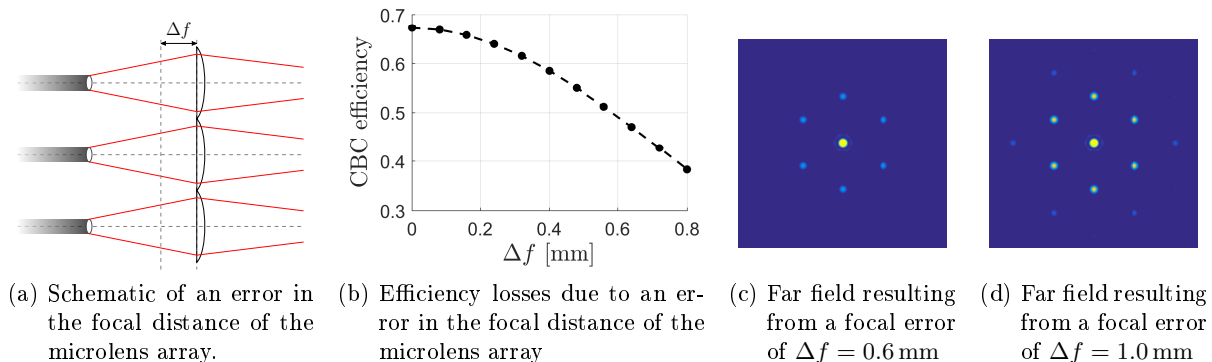 Δf
CBC efficiency
0.7
0.6
0.5
0.4
0.3
0
0.2
0.4
0.6
0.8
Δf [mm]
(a) Schematic of an error in
the focal distance of the
microlens array.
(b) Efficiency losses due to an er-
ror in the focal distance of the
microlens array
(c) Far field resulting
from a focal error
of Δf = 0.6 mm
(d) Far field resulting
from a focal error
of Δf = 1.0 mm